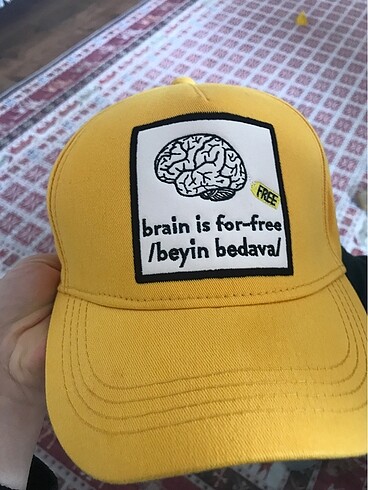 FREE
brain is for-free
/beyin bedava/